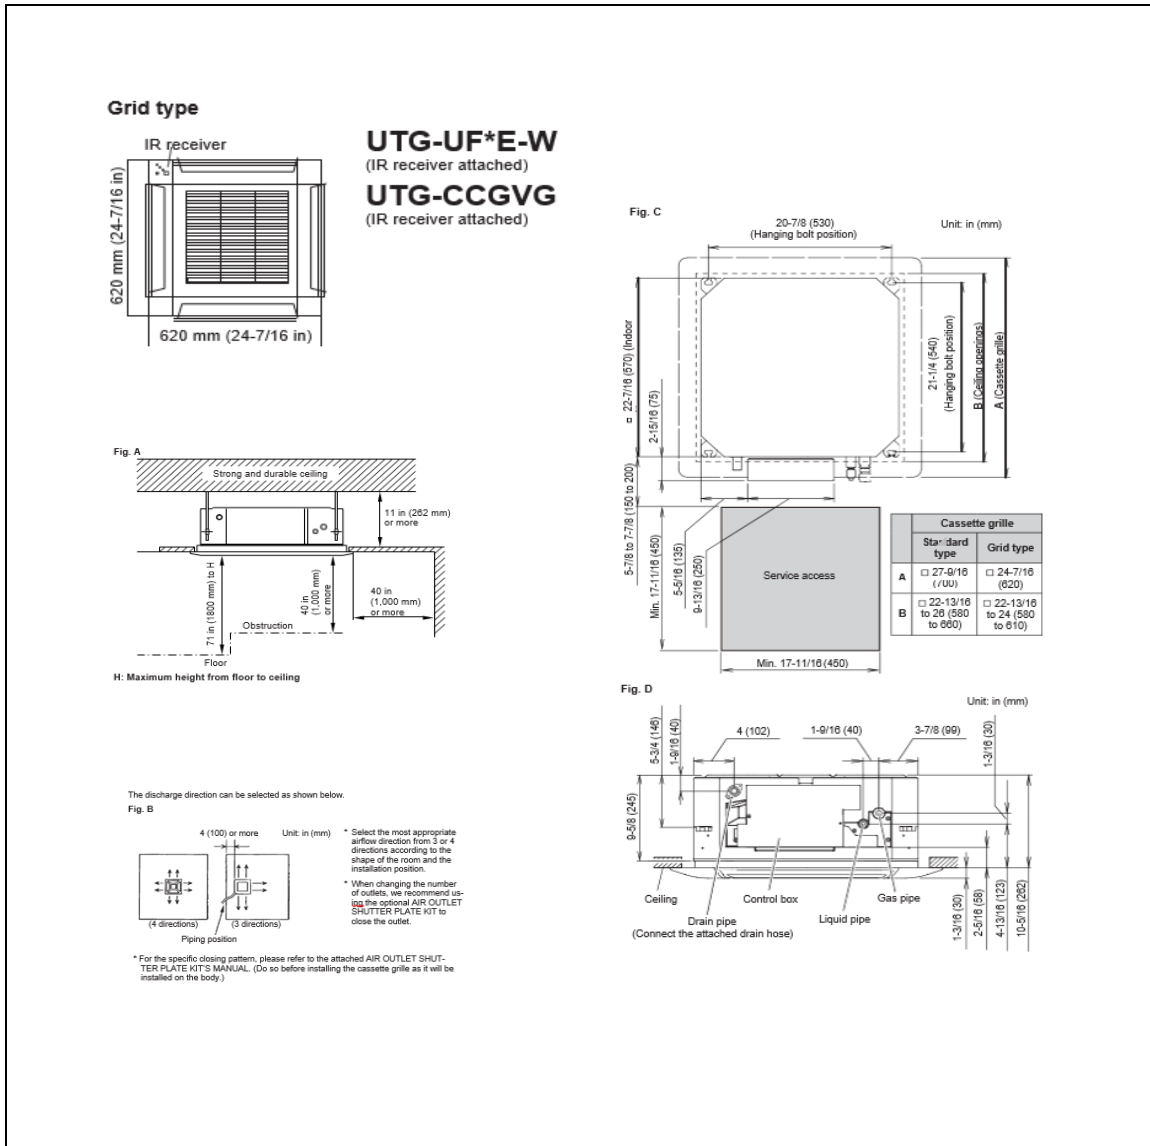 Grid type
IR receiver
620 mm (24-7/16 in)
620 mm (24-7/16 in)
UTG-UF*E-W
(IR receiver attached)
UTG-CCGVG
(IR receiver attached)
Fig. A
Strong and durable ceiling
11 in (262 mm)
or more
71 in (1800 mm) to H
40 in
(1,000 mm)
or more
40 in
(1,000 mm)
or more
Obstruction
Floor
H: Maximum height from floor to ceiling
The discharge direction can be selected as shown below.
Fig. B
4 (100) or more
Unit: in (mm)
(4 directions)
(3 directions)
Piping position
* Select the most appropriate
airflow direction from 3 or 4
directions according to the
shape of the room and the
installation position.
* When changing the number
of outlets, we recommend us-
ing the optional AIR OUTLET
SHUTTER PLATE KIT to
close the outlet.
* For the specific closing pattern, please refer to the attached AIR OUTLET SHUT-
TER PLATE KIT'S MANUAL. (Do so before installing the cassette grille as it will be
installed on the body.)
Fig. C
20-7/8 (530)
(Hanging bolt position)
Unit: in (mm)
□ 22-7/16 (570) (Indoor
2-15/16 (75)
21-1/4 (540)
(Hanging bolt position)
B (Ceiling openings)
A (Cassette grille)
5-7/8 to 7-7/8 (150 to 200)
Min. 17-11/16 (450)
5-5/16 (135)
9-13/16 (250)
Service access
Min. 17-11/16 (450)
Cassette grille
Standard
type
Grid type
A
□ 27-9/16
(700)
□ 24-7/16
(620)
B
□ 22-13/16
to 26 (580
to 660)
□ 22-13/16
to 24 (580
to 610)
Fig. D
Unit: in (mm)
5-3/4 (146)
1-9/16 (40)
4 (102)
1-9/16 (40)
3-7/8 (99)
1-3/16 (30)
9-5/8 (245)
Ceiling
Drain pipe
(Connect the attached drain hose)
Control box
Liquid pipe
Gas pipe
1-3/16 (30)
2-5/16 (58)
4-13/16 (123)
10-5/16 (262)